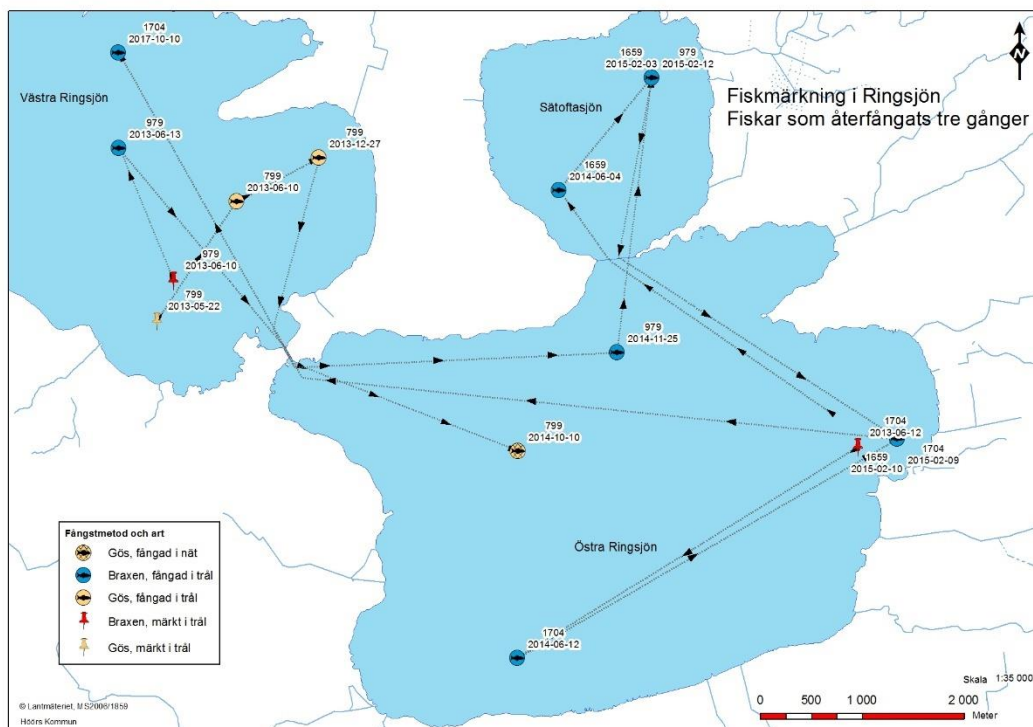 1704
2017-10-10
Västra Ringsjön
979
2013-06-13
799
2013-12-27
799
2013-06-10
979
2013-06-10
799
2013-05-22
1659
2015-02-03
979
2015-02-12
Sätoftasjön
1659
2014-06-04
N
Fiskmärkning i Ringsjön
Fiskar som återfångats tre gånger
979
2014-11-25
799
2014-10-10
1704
2013-06-12
1659
2015-02-10
1704
2015-02-09
Östra Ringsjön
1704
2014-06-12
Fångstmetod och art
Gös, fångad i nät
Braxen, fångad i trål
Gös, fångad i trål
Braxen, märkt i trål
Gös, märkt i trål
© Lantmäteriet, MS2006/1859
Höörs Kommun
Skala 1:35 000
0 500 1 000 2 000
Meter